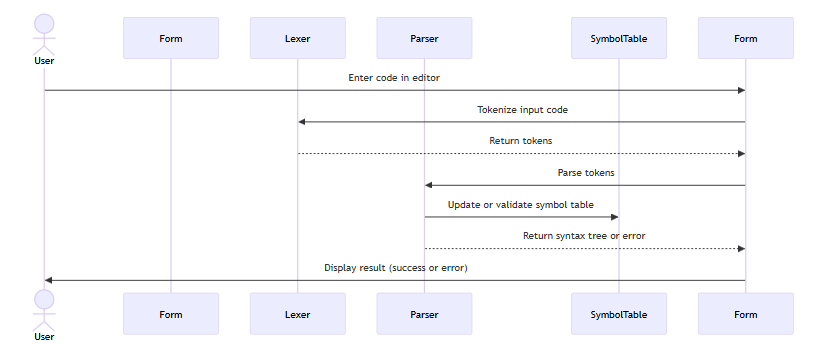 User
Form
Lexer
Parser
SymbolTable
Form
Enter code in editor
Tokenize input code
Return tokens
Parse tokens
Update or validate symbol table
Return syntax tree or error
Display result (success or error)
User
Form
Lexer
Parser
SymbolTable
Form